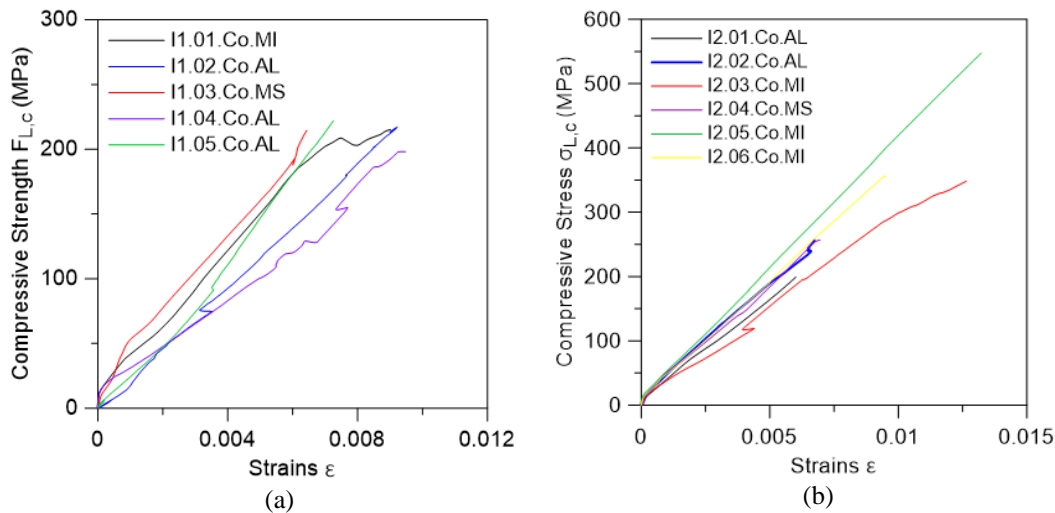 300
200
100
0
0
0.004
0.008
0.012
Compressive Strength F_L,c (MPa)
Strains ε
I1.01.Co.MI
I1.02.Co.AL
I1.03.Co.MS
I1.04.Co.AL
I1.05.Co.AL
(a)
600
500
400
300
200
100
0
0
0.005
0.01
0.015
Compressive Stress σ_L,c (MPa)
Strains ε
I2.01.Co.AL
I2.02.Co.AL
I2.03.Co.MI
I2.04.Co.MS
I2.05.Co.MI
I2.06.Co.MI
(b)